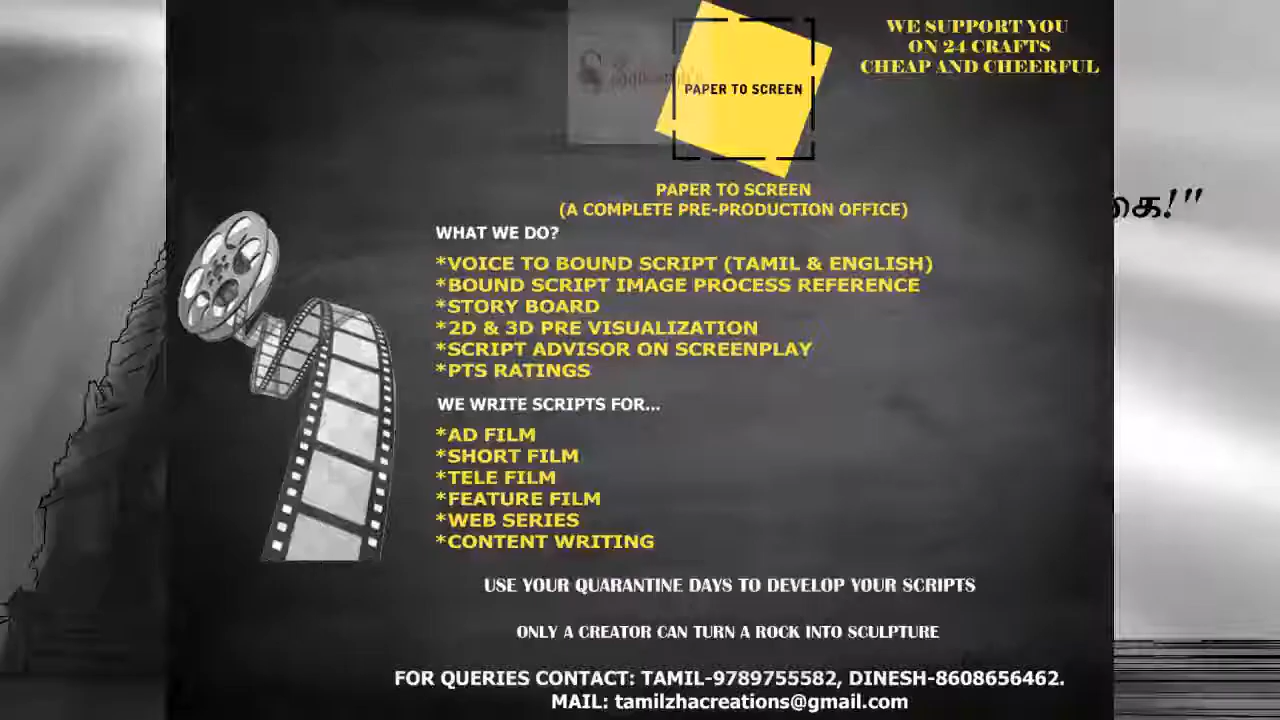 WE SUPPORT YOU
ON 24 CRAFTS
CHEAP AND CHEERFUL
PAPER TO SCREEN
PAPER TO SCREEN
(A COMPLETE PRE-PRODUCTION OFFICE)
WHAT WE DO?
*VOICE TO BOUND SCRIPT (TAMIL & ENGLISH)
*BOUND SCRIPT IMAGE PROCESS REFERENCE
*STORY BOARD
*2D & 3D PRE VISUALIZATION
*SCRIPT ADVISOR ON SCREENPLAY
*PTS RATINGS
WE WRITE SCRIPTS FOR...
*AD FILM
*SHORT FILM
*TELE FILM
*FEATURE FILM
*WEB SERIES
*CONTENT WRITING
USE YOUR QUARANTINE DAYS TO DEVELOP YOUR SCRIPTS
ONLY A CREATOR CAN TURN A ROCK INTO SCULPTURE
FOR QUERIES CONTACT: TAMIL-9789755582, DINESH-8608656462.
MAIL: tamilzhacreations@gmail.com